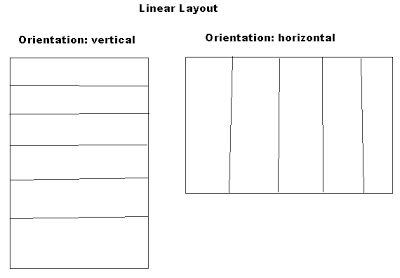 Linear Layout
Orientation: vertical
Orientation: horizontal